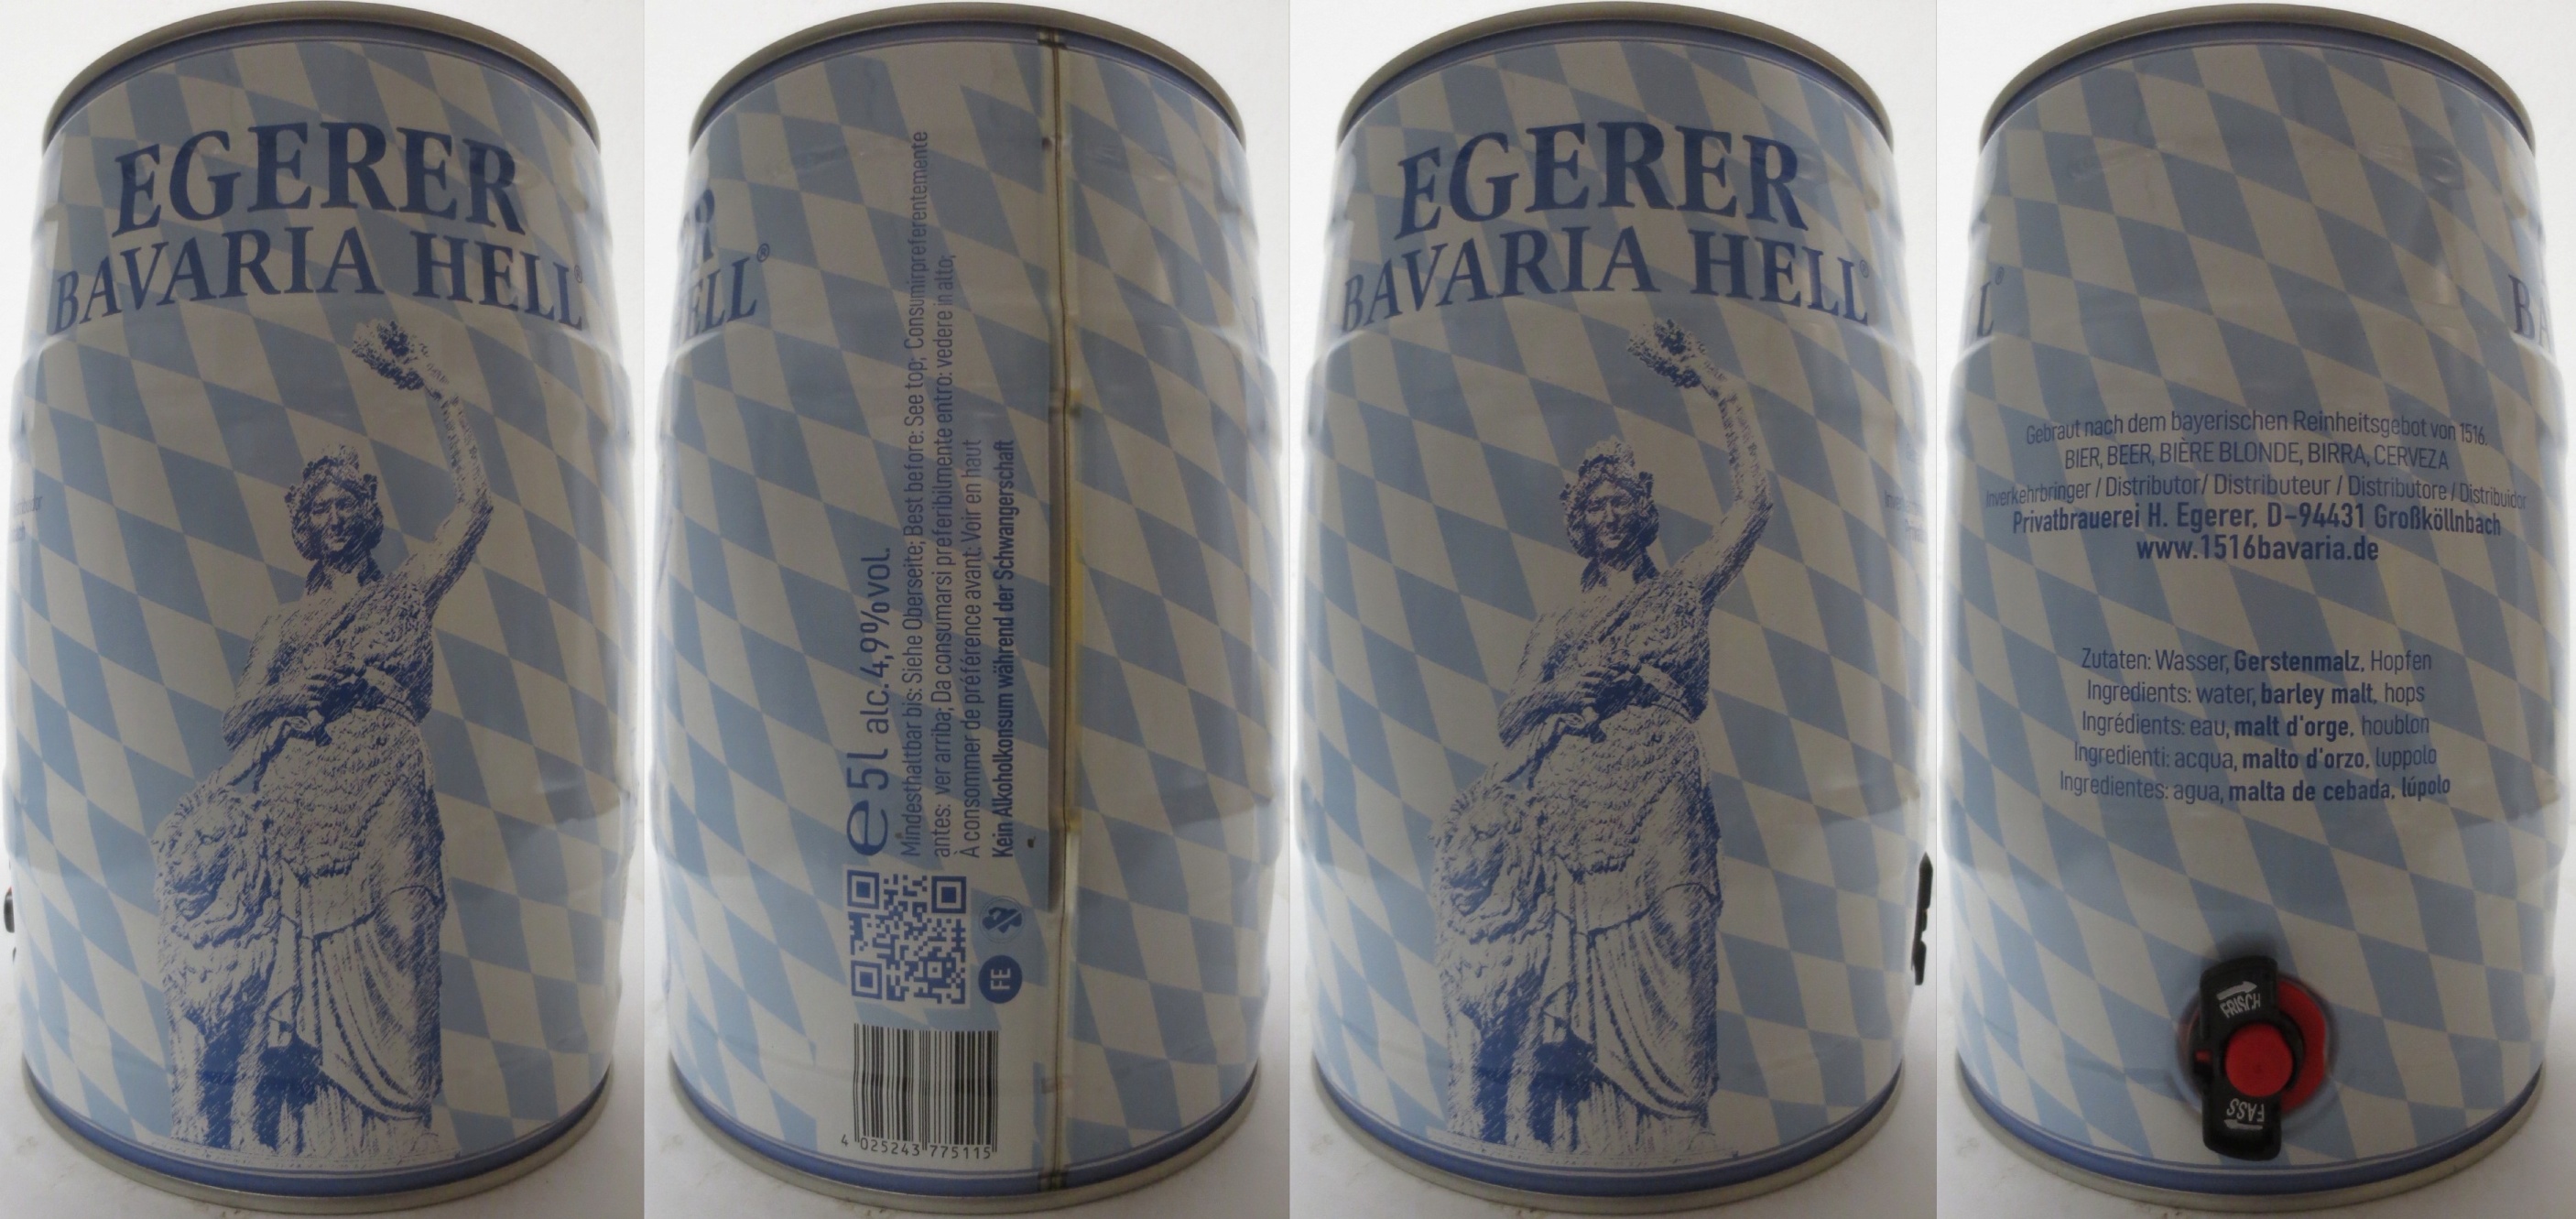 EGERER
BAVARIA HELL®
ER
HELL®
e 5l alc. 4,9% vol.
Mindesthaltbar bis: Siehe Oberseite; Best before: See top; Consumirpreferentemente
antes: ver arriba; Da consumarsi preferibilmente entro: vedere in alto;
A consommer de préférence avant: Voir en haut
Kein Alkoholkonsum während der Schwangerschaft
FE
4 025243 775115
EGERER
BAVARIA HELL®
L®
BA
Gebraut nach dem bayerischen Reinheitsgebot von 1516.
BIER, BEER, BIÈRE BLONDE, BIRRA, CERVEZA
Inverkehrbringer / Distributor/ Distributeur / Distributore / Distribuidor
Privatbrauerei H. Egerer, D-94431 Großköllnbach
www.1516bavaria.de
Zutaten: Wasser, Gerstenmalz, Hopfen
Ingredients: water, barley malt, hops
Ingrédients: eau, malt d'orge, houblon
Ingredienti: acqua, malto d'orzo, luppolo
Ingredientes: agua, malta de cebada, lúpolo
FRISCH
FASS